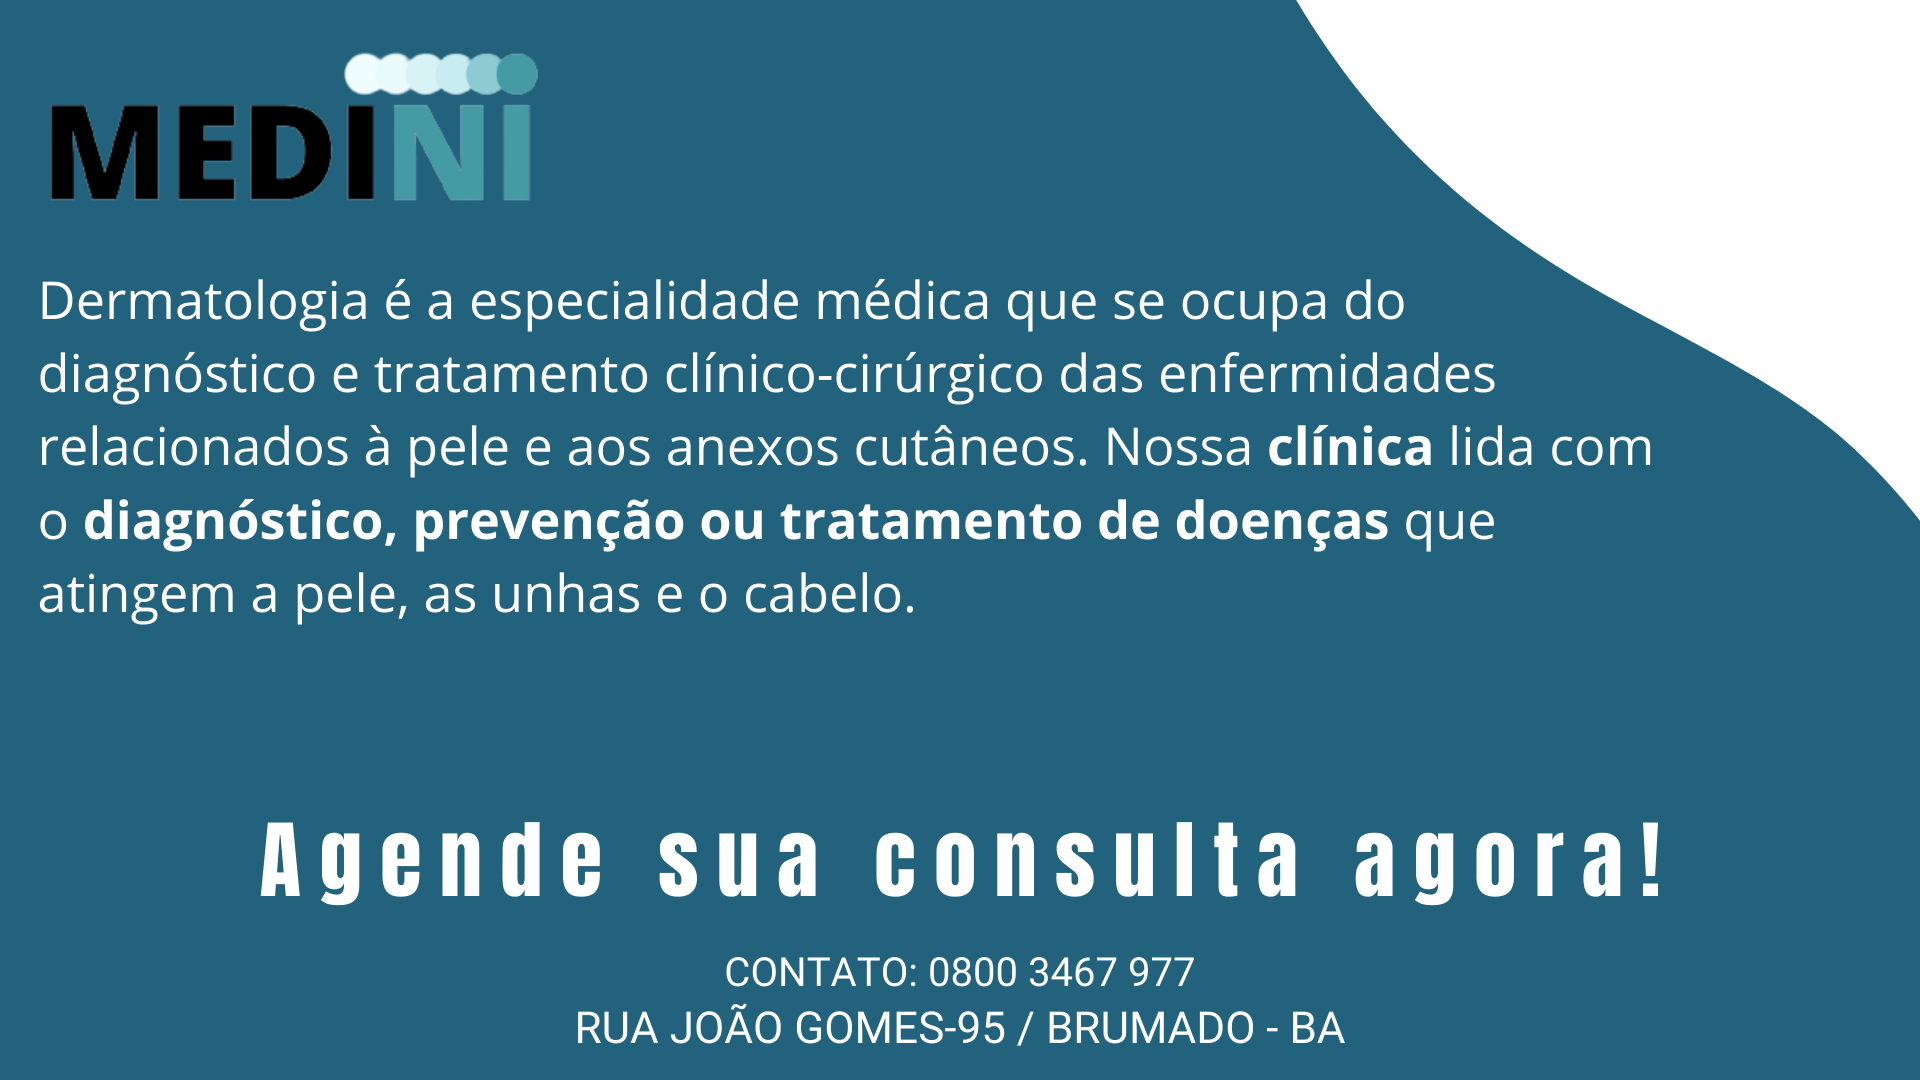 MEDINI
Dermatologia é a especialidade médica que se ocupa do
diagnóstico e tratamento clínico-cirúrgico das enfermidades
relacionados à pele e aos anexos cutâneos. Nossa clínica lida com
o diagnóstico, prevenção ou tratamento de doenças que
atingem a pele, as unhas e o cabelo.
Agende sua consulta agora!
CONTATO: 0800 3467 977
RUA JOÃO GOMES-95 / BRUMADO - BA